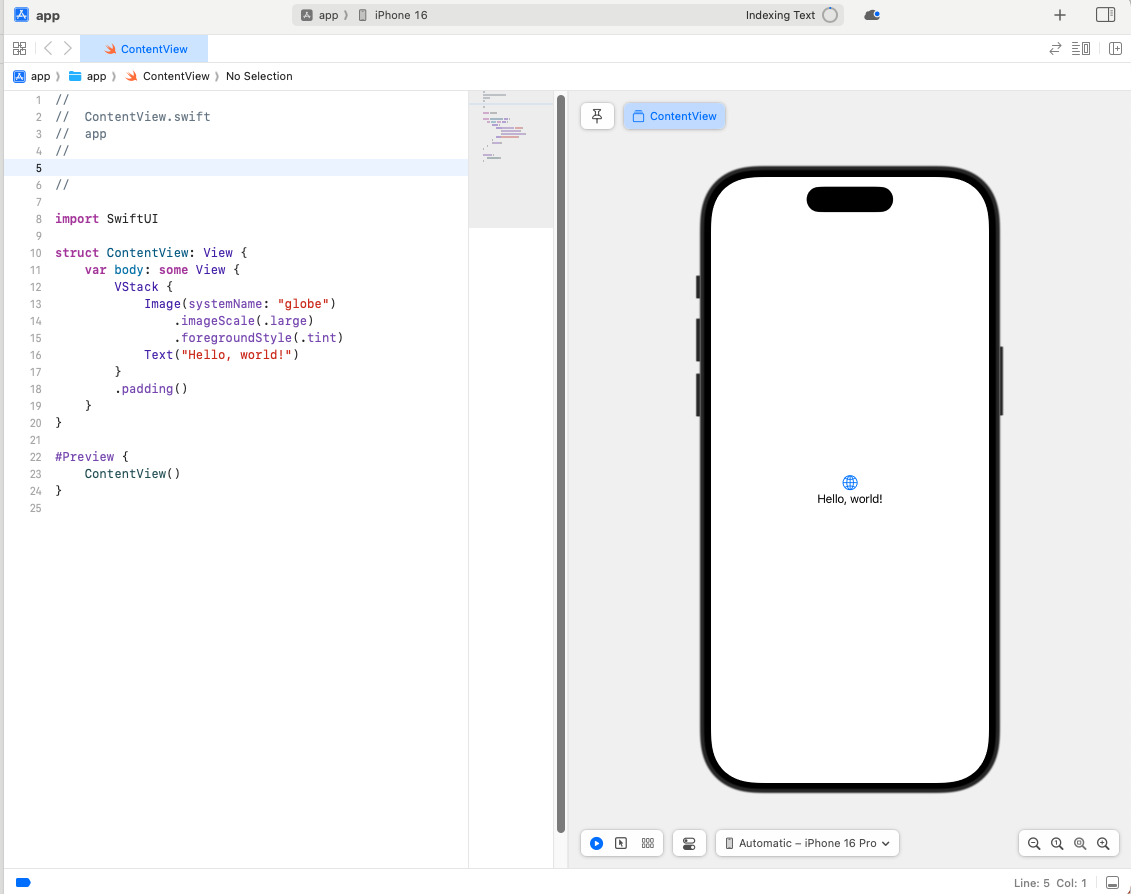 app
app 〉 iPhone 16
Indexing Text
ContentView
app 〉 app 〉 ContentView 〉 No Selection
1 //
2 //  ContentView.swift
3 //  app
4 //
5
6 //
7
8 import SwiftUI
9
10 struct ContentView: View {
11     var body: some View {
12         VStack {
13             Image(systemName: "globe")
14                 .imageScale(.large)
15                 .foregroundStyle(.tint)
16             Text("Hello, world!")
17         }
18         .padding()
19     }
20 }
21
22 #Preview {
23     ContentView()
24 }
25
ContentView
Hello, world!
Automatic – iPhone 16 Pro
Line: 5 Col: 1